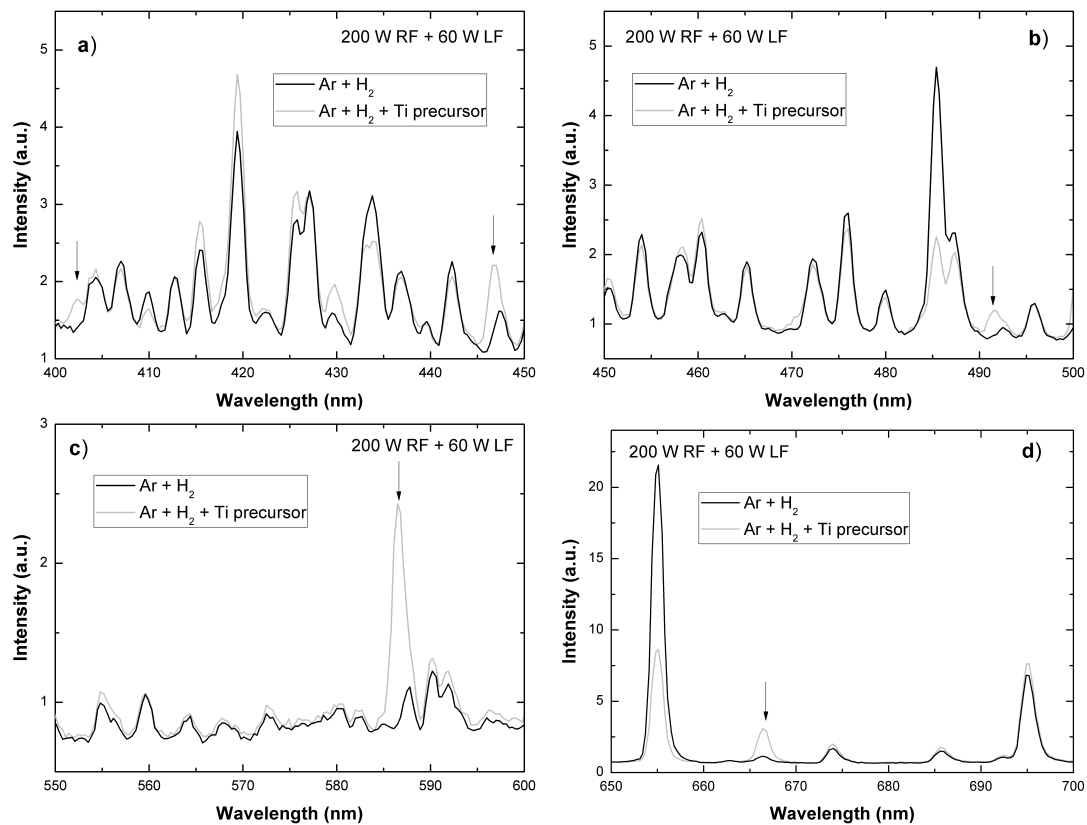 a)
200 W RF + 60 W LF
Ar + H2
Ar + H2 + Ti precursor
Intensity (a.u.)
5
4
3
2
1
400 410 420 430 440 450
Wavelength (nm)
200 W RF + 60 W LF
b)
Ar + H2
Ar + H2 + Ti precursor
Intensity (a.u.)
5
4
3
2
1
450 460 470 480 490 500
Wavelength (nm)
c)
200 W RF + 60 W LF
Ar + H2
Ar + H2 + Ti precursor
Intensity (a.u.)
3
2
1
550 560 570 580 590 600
Wavelength (nm)
200 W RF + 60 W LF
d)
Ar + H2
Ar + H2 + Ti precursor
Intensity (a.u.)
20
15
10
5
0
650 660 670 680 690 700
Wavelength (nm)